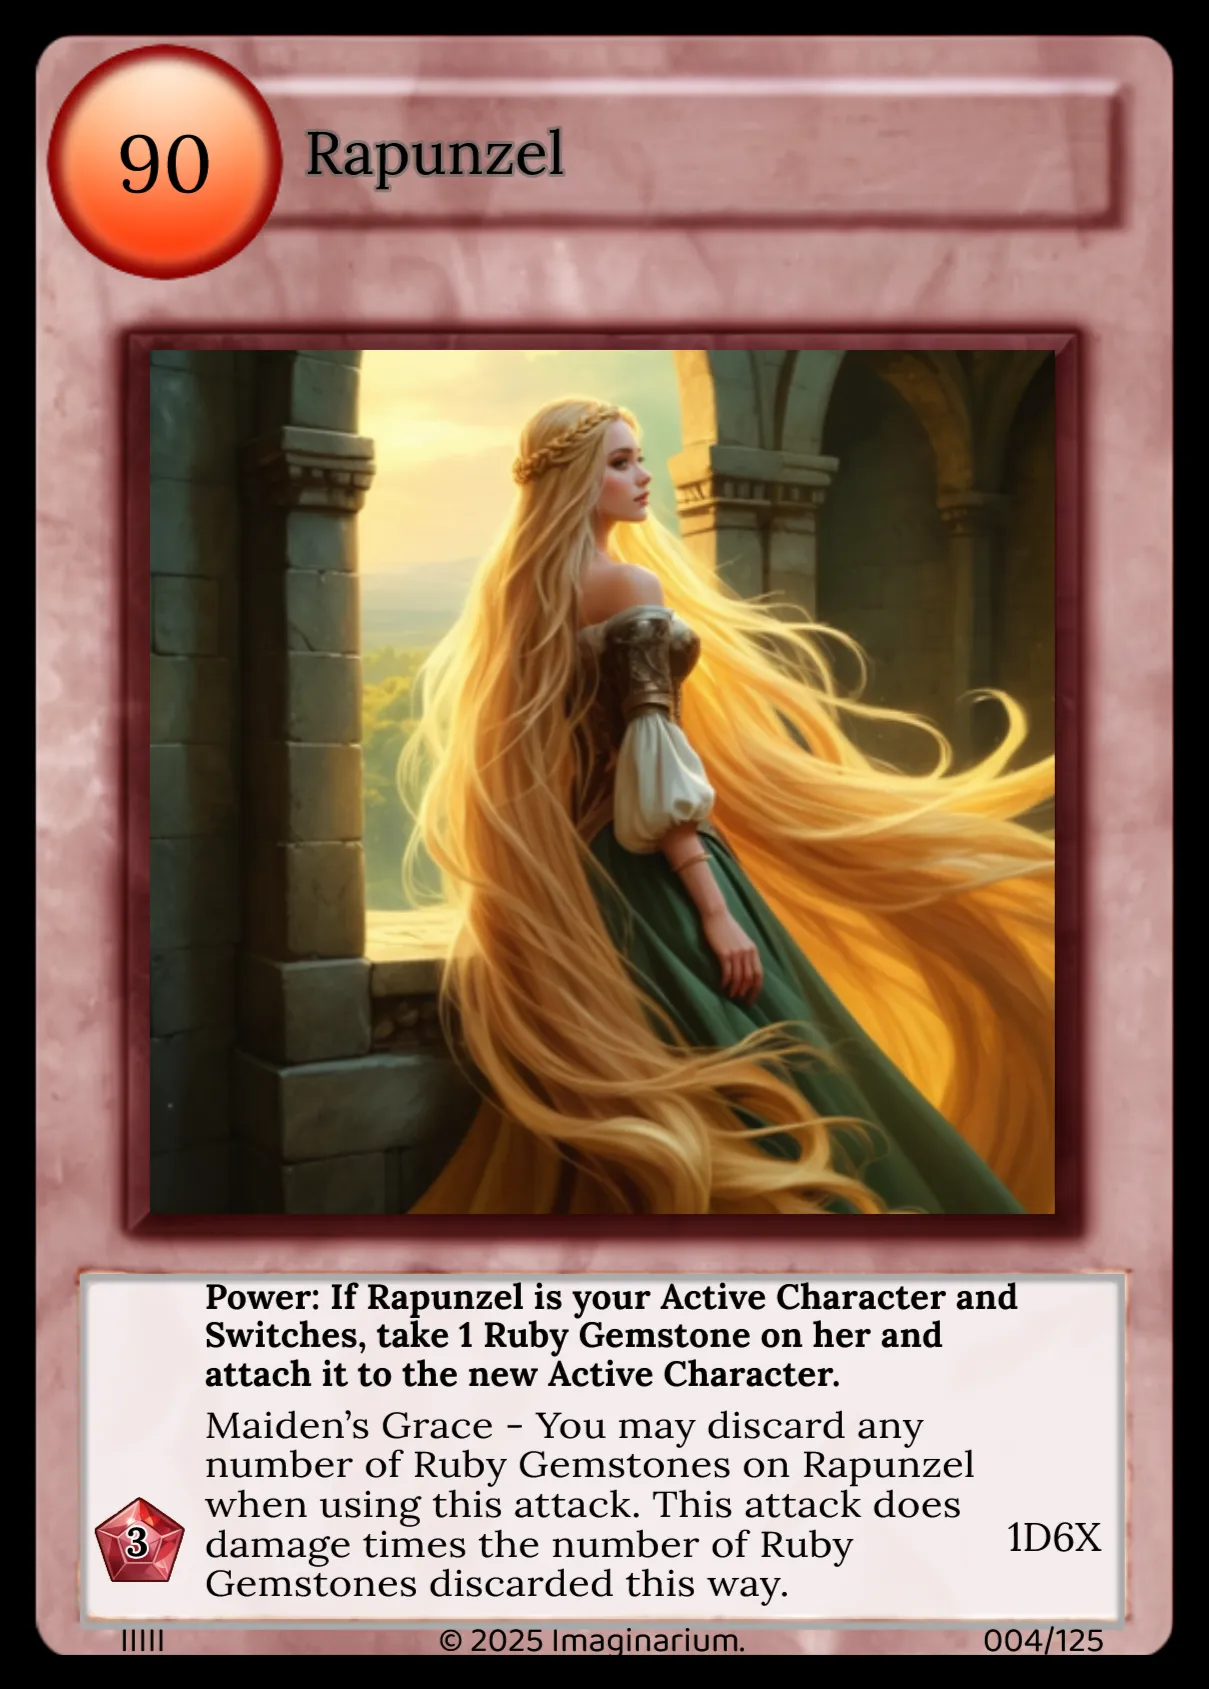 90
Rapunzel
Power: If Rapunzel is your Active Character and
Switches, take 1 Ruby Gemstone on her and
attach it to the new Active Character.
Maiden’s Grace - You may discard any
number of Ruby Gemstones on Rapunzel
when using this attack. This attack does
damage times the number of Ruby
Gemstones discarded this way.
3
1D6X
IIIII
© 2025 Imaginarium.
004/125